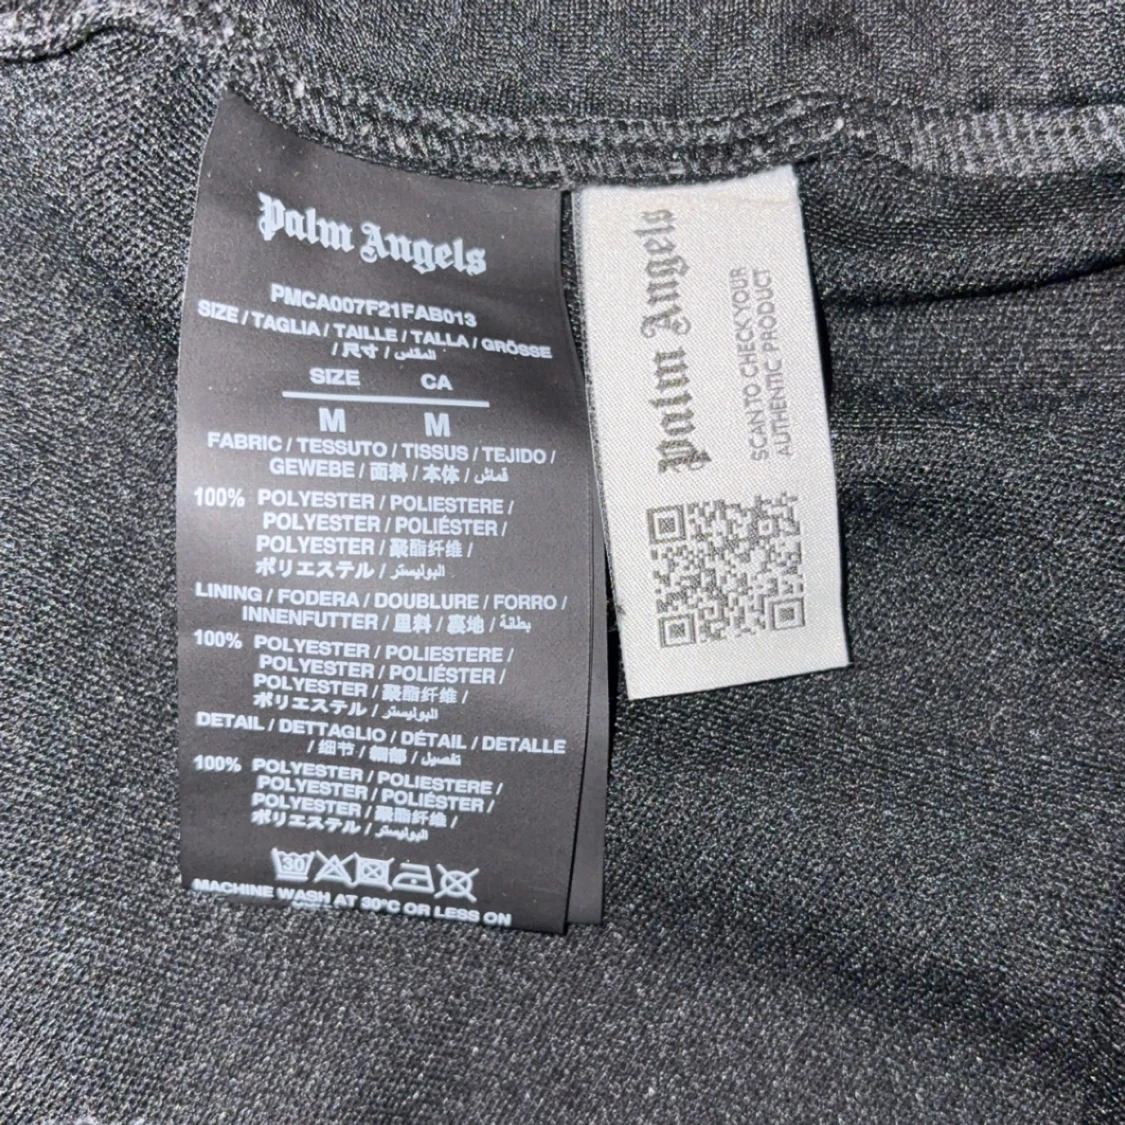 Palm Angels
PMCA007F21FAB013
SIZE / TAGLIA / TAILLE / TALLA / GRÖSSE
/ 尺寸 / المقاس
SIZE CA
M M
FABRIC / TESSUTO / TISSUS / TEJIDO /
GEWEBE / 面料 / 本体 / قماش
100% POLYESTER / POLIESTERE /
POLYESTER / POLIÉSTER /
POLYESTER / 聚酯纤维 /
ポリエステル / البوليستر
LINING / FODERA / DOUBLURE / FORRO /
INNENFUTTER / 里料 / 裏地 / بطانة
100% POLYESTER / POLIESTERE /
POLYESTER / POLIÉSTER /
POLYESTER / 聚酯纤维 /
ポリエステル / البوليستر
DETAIL / DETTAGLIO / DÉTAIL / DETALLE
/ 细节 / 細部 / تفصيل
100% POLYESTER / POLIESTERE /
POLYESTER / POLIÉSTER /
POLYESTER / 聚酯纤维 /
ポリエステル / البوليستر
30
MACHINE WASH AT 30°C OR LESS ON
Palm Angels
SCAN TO CHECK YOUR
AUTHENTIC PRODUCT